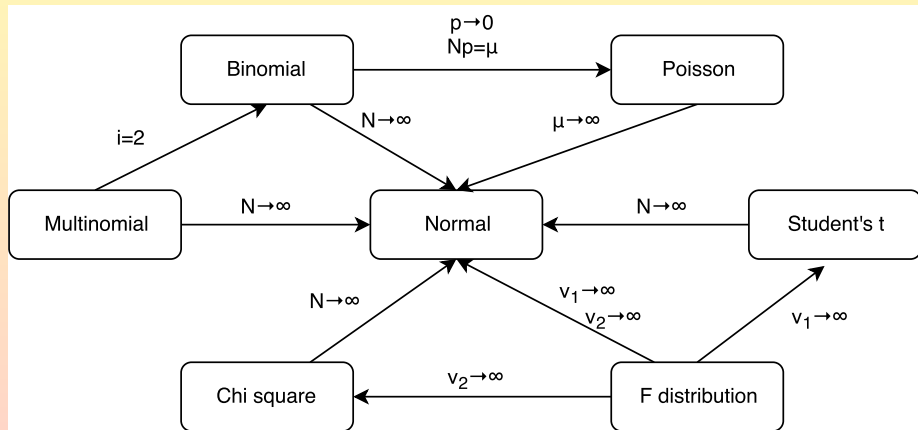 p→0
Np=μ
Binomial
Poisson
N→∞
μ→∞
i=2
Multinomial
N→∞
Normal
N→∞
Student's t
N→∞
v₁→∞
v₂→∞
v₁→∞
Chi square
v₂→∞
F distribution